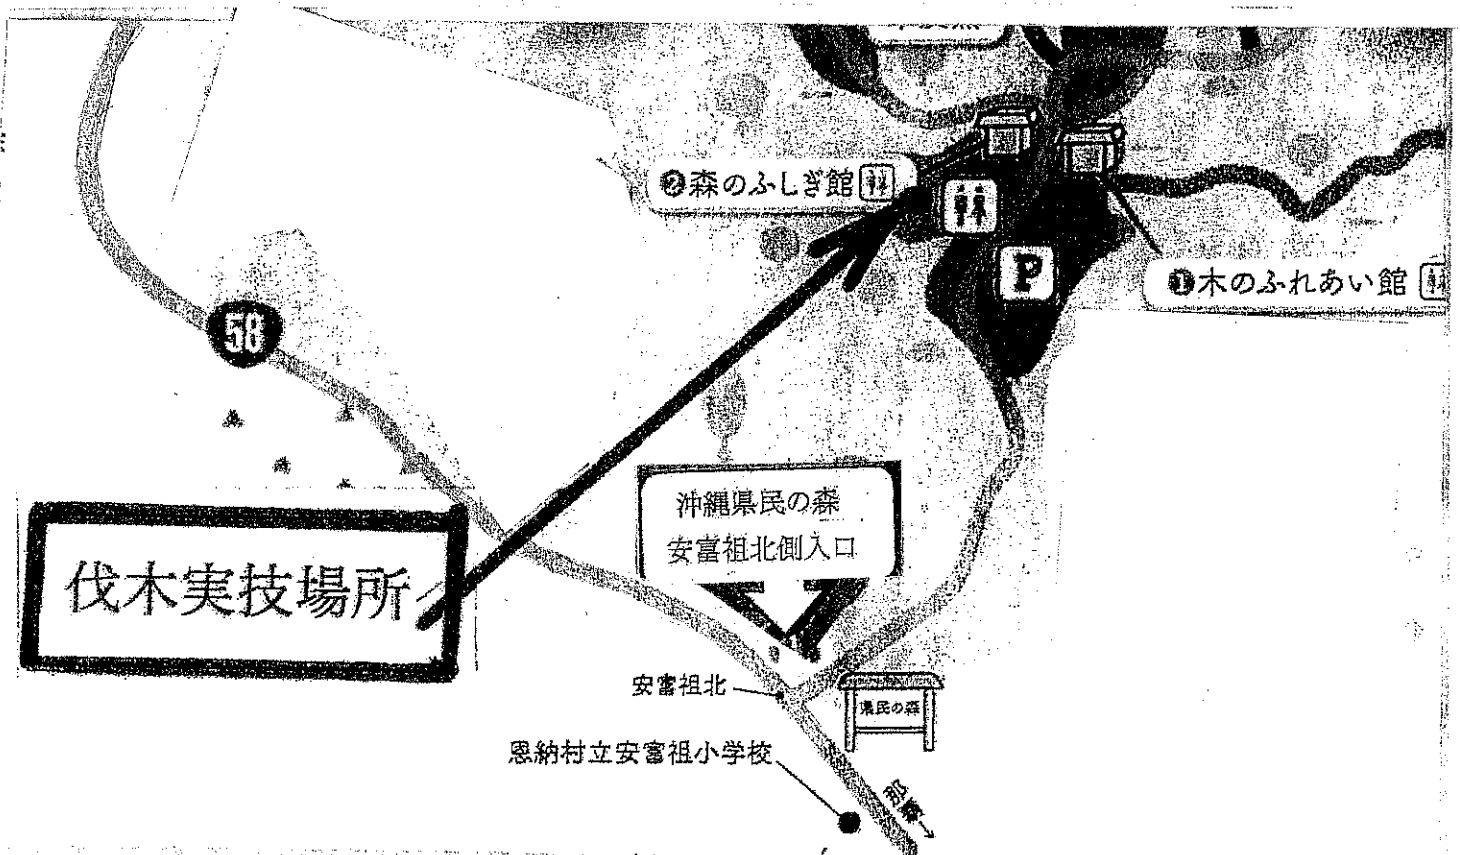 ❷森のふしぎ館
P
❶木のふれあい館
58
沖縄県民の森
安富祖北側入口
伐木実技場所
安富祖北
県民の森
恩納村立安富祖小学校
那覇→